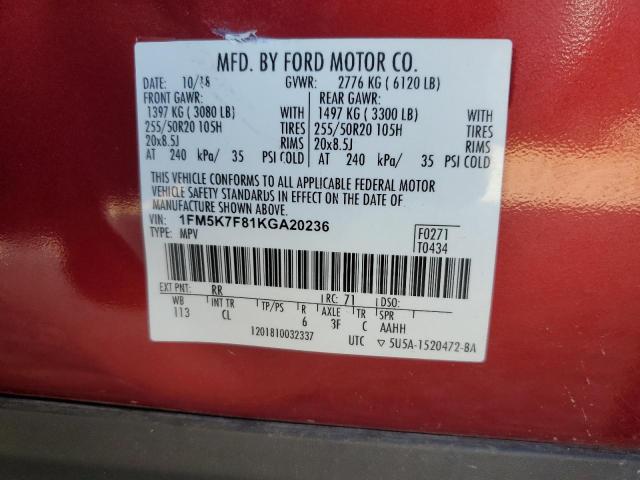 MFD. BY FORD MOTOR CO.
DATE: 10/18 GVWR: 2776 KG ( 6120 LB)
FRONT GAWR: REAR GAWR:
1397 KG ( 3080 LB) WITH 1497 KG ( 3300 LB) WITH
255/50R20 105H TIRES 255/50R20 105H TIRES
20x8.5J RIMS 20x8.5J RIMS
AT 240 kPa/ 35 PSI COLD AT 240 kPa/ 35 PSI COLD
THIS VEHICLE CONFORMS TO ALL APPLICABLE FEDERAL MOTOR
VEHICLE SAFETY STANDARDS IN EFFECT ON THE DATE OF
MANUFACTURE SHOWN ABOVE.
VIN: 1FM5K7F81KGA20236 F0271
TYPE: MPV T0434
EXT PNT: RR RC: 71 DSO:
WB INT TR TP/PS R AXLE TR SPR
113 CL 6 3F C AAHH
1201810032337 UTC ▽ 5U5A-1520472-BA